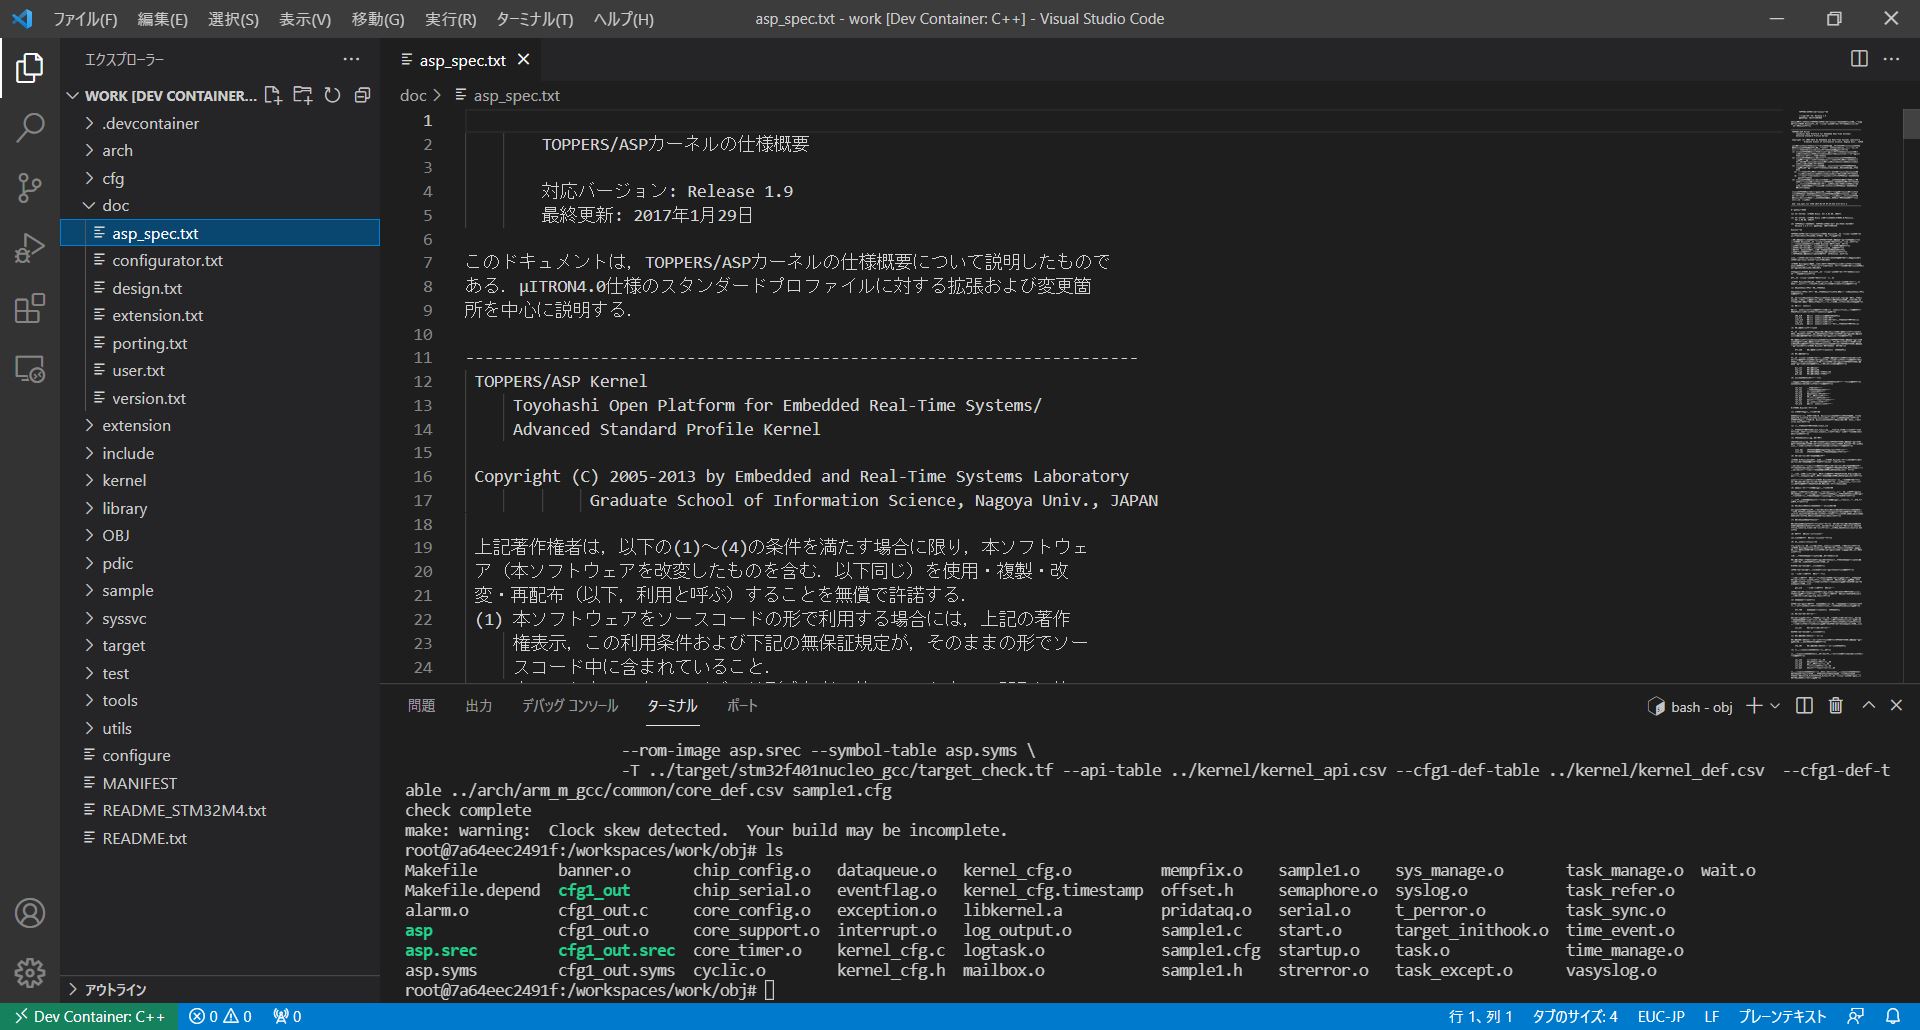 ファイル(F) 編集(E) 選択(S) 表示(V) 移動(G) 実行(R) ターミナル(T) ヘルプ(H)
asp_spec.txt - work [Dev Container: C++] - Visual Studio Code
エクスプローラー
WORK [DEV CONTAINER...
.devcontainer
arch
cfg
doc
asp_spec.txt
configurator.txt
design.txt
extension.txt
porting.txt
user.txt
version.txt
extension
include
kernel
library
OBJ
pdic
sample
syssvc
target
test
tools
utils
configure
MANIFEST
README_STM32M4.txt
README.txt
アウトライン
asp_spec.txt
doc > asp_spec.txt
1
2 TOPPERS/ASPカーネルの仕様概要
3
4 対応バージョン: Release 1.9
5 最終更新: 2017年1月29日
6
7 このドキュメントは，TOPPERS/ASPカーネルの仕様概要について説明したもので
8 ある．μITRON4.0仕様のスタンダードプロファイルに対する拡張および変更箇
9 所を中心に説明する．
10
11 ----------------------------------------------------------------------
12 TOPPERS/ASP Kernel
13 Toyohashi Open Platform for Embedded Real-Time Systems/
14 Advanced Standard Profile Kernel
15
16 Copyright (C) 2005-2013 by Embedded and Real-Time Systems Laboratory
17 Graduate School of Information Science, Nagoya Univ., JAPAN
18
19 上記著作権者は，以下の(1)～(4)の条件を満たす場合に限り，本ソフトウェ
20 ア（本ソフトウェアを改変したものを含む．以下同じ）を使用・複製・改
21 変・再配布（以下，利用と呼ぶ）することを無償で許諾する．
22 (1) 本ソフトウェアをソースコードの形で利用する場合には，上記の著作
23 権表示，この利用条件および下記の無保証規定が，そのままの形でソー
24 スコード中に含まれていること．
問題 出力 デバッグ コンソール ターミナル ポート
bash - obj
--rom-image asp.srec --symbol-table asp.syms \
-T ../target/stm32f401nucleo_gcc/target_check.tf --api-table ../kernel/kernel_api.csv --cfg1-def-table ../kernel/kernel_def.csv  --cfg1-def-t
able ../arch/arm_m_gcc/common/core_def.csv sample1.cfg
check complete
make: warning:  Clock skew detected.  Your build may be incomplete.
root@7a64eec2491f:/workspaces/work/obj# ls
Makefile banner.o chip_config.o dataqueue.o kernel_cfg.o mempfix.o sample1.o sys_manage.o task_manage.o wait.o
Makefile.depend cfg1_out chip_serial.o eventflag.o kernel_cfg.timestamp offset.h semaphore.o syslog.o task_refer.o
alarm.o cfg1_out.c core_config.o exception.o libkernel.a pridataq.o serial.o t_perror.o task_sync.o
asp cfg1_out.o core_support.o interrupt.o log_output.o sample1.c start.o target_inithook.o time_event.o
asp.srec cfg1_out.srec core_timer.o kernel_cfg.c logtask.o sample1.cfg startup.o task.o time_manage.o
asp.syms cfg1_out.syms cyclic.o kernel_cfg.h mailbox.o sample1.h strerror.o task_except.o vasyslog.o
root@7a64eec2491f:/workspaces/work/obj#
Dev Container: C++ 0 0 0 行 1、列 1 タブのサイズ: 4 EUC-JP LF プレーンテキスト